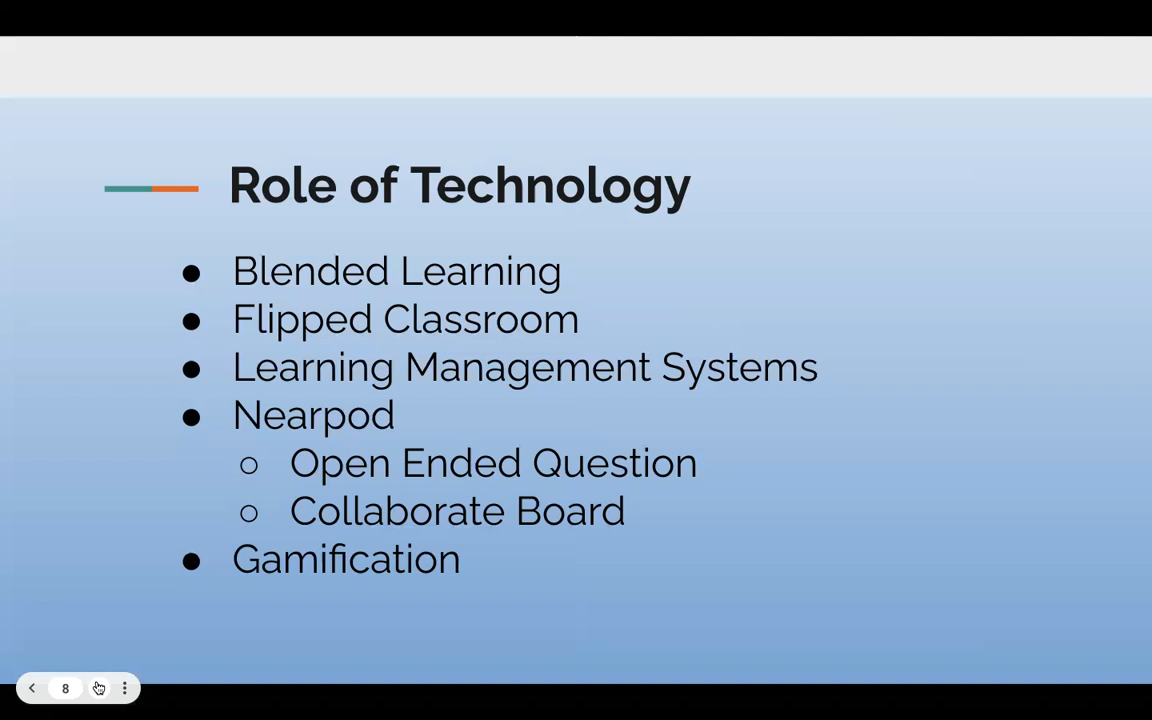 Role of Technology
● Blended Learning
● Flipped Classroom
● Learning Management Systems
● Nearpod
○ Open Ended Question
○ Collaborate Board
● Gamification
8